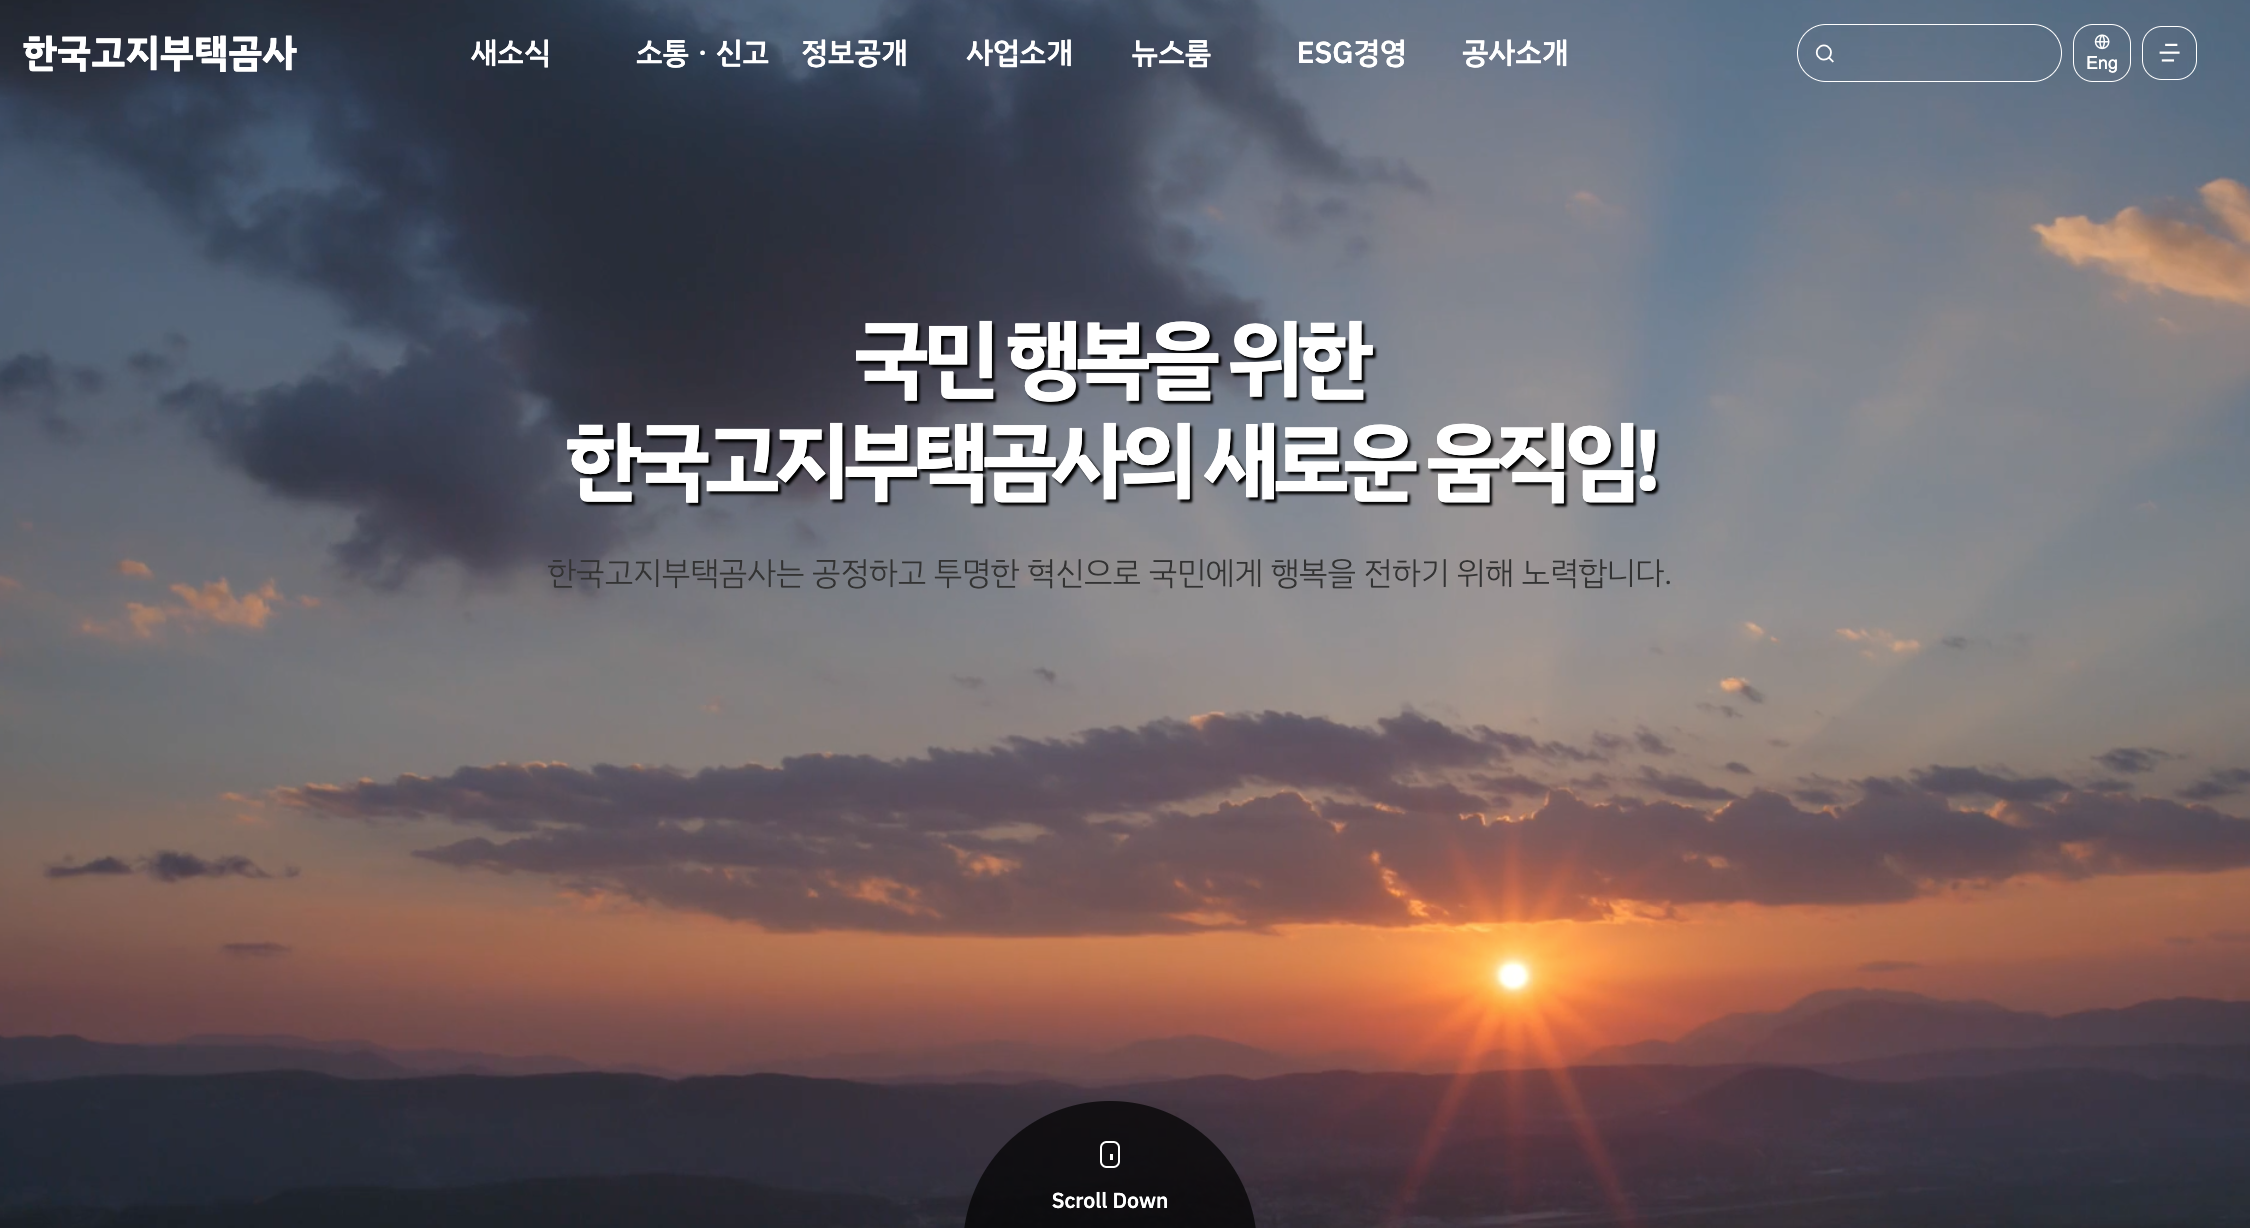 한국고지부택곰사
새소식 소통 · 신고 정보공개 사업소개 뉴스룸 ESG경영 공사소개
Eng
국민 행복을 위한
한국고지부택곰사의 새로운 움직임!
한국고지부택곰사는 공정하고 투명한 혁신으로 국민에게 행복을 전하기 위해 노력합니다.
Scroll Down